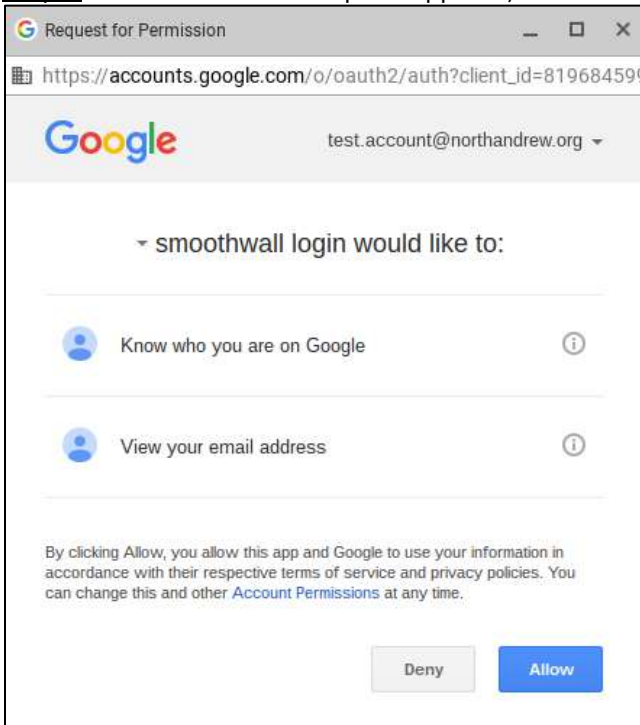 Request for Permission
https://accounts.google.com/o/oauth2/auth?client_id=819684599
Google
test.account@northandrew.org
smoothwall login would like to:
Know who you are on Google
View your email address
By clicking Allow, you allow this app and Google to use your information in
accordance with their respective terms of service and privacy policies. You
can change this and other Account Permissions at any time.
Deny
Allow